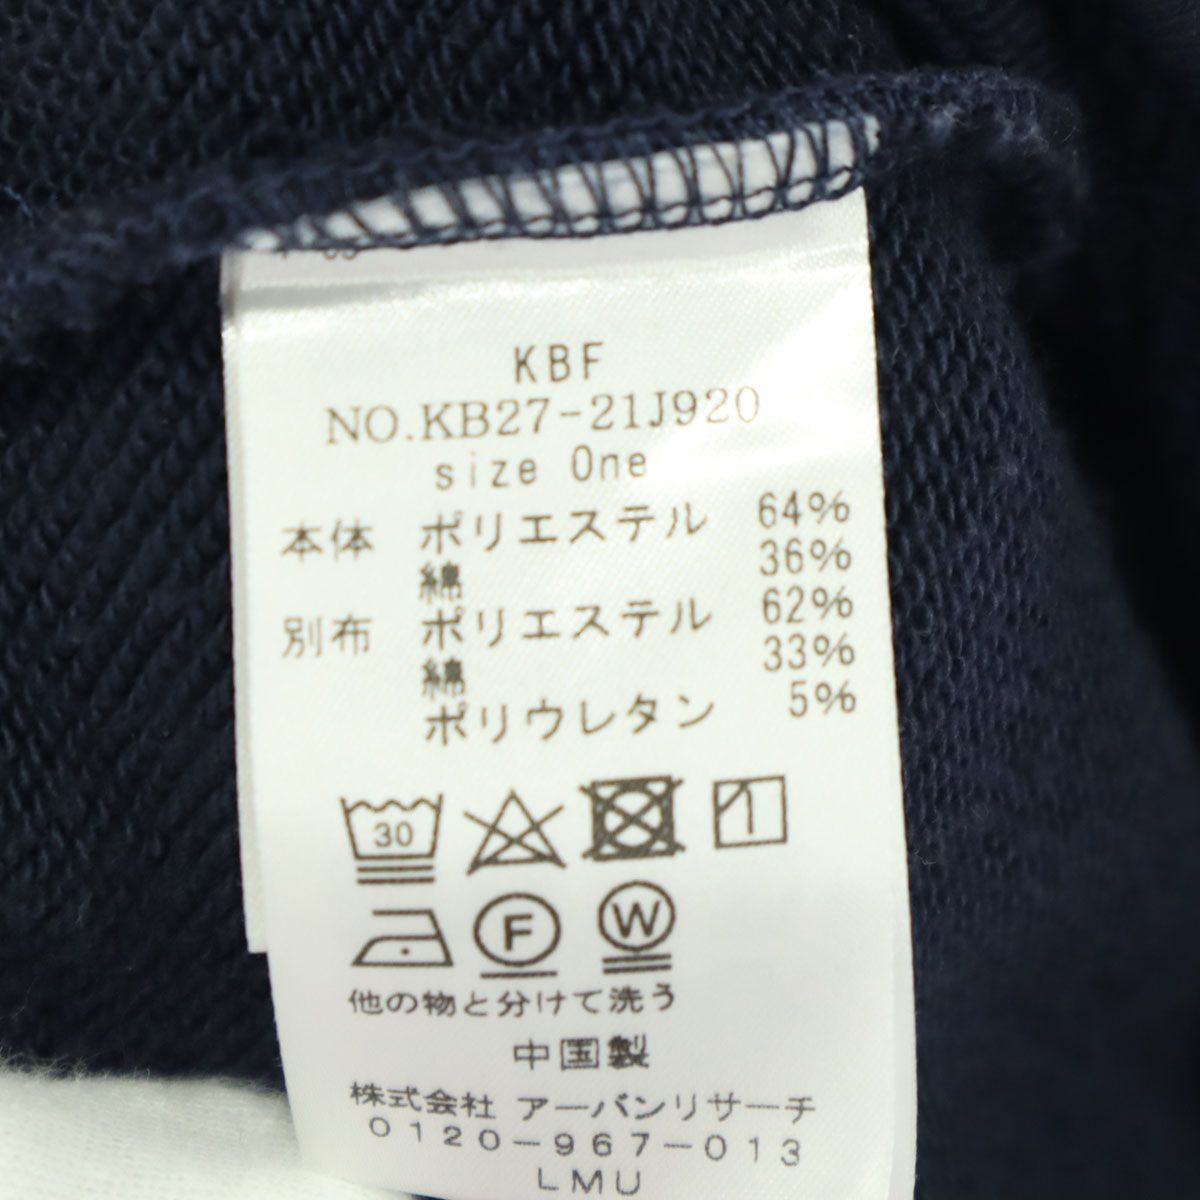 KBF
NO.KB27-21J920
size One
本体 ポリエステル 64%
綿 36%
別布 ポリエステル 62%
綿 33%
ポリウレタン 5%
30
F W
他の物と分けて洗う
中国製
株式会社 アーバンリサーチ
0120-967-013
LMU